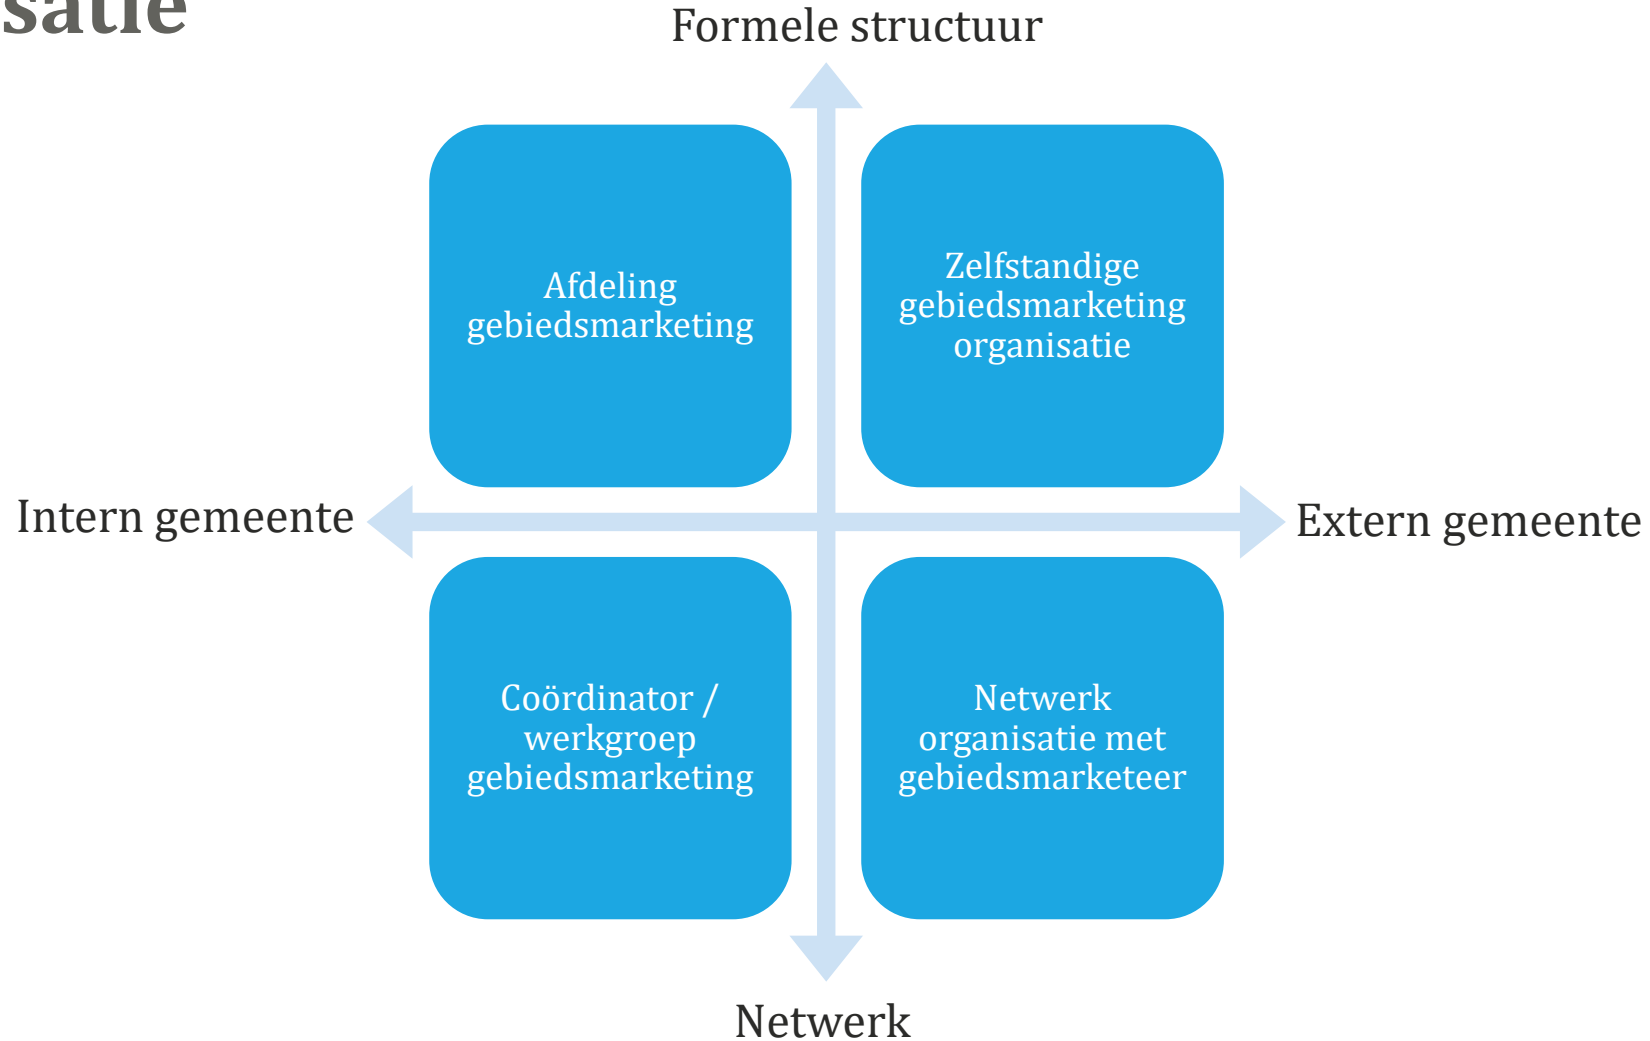 satie
Formele structuur
Afdeling
gebiedsmarketing
Zelfstandige
gebiedsmarketing
organisatie
Intern gemeente
Extern gemeente
Coördinator /
werkgroep
gebiedsmarketing
Netwerk
organisatie met
gebiedsmarketeer
Netwerk